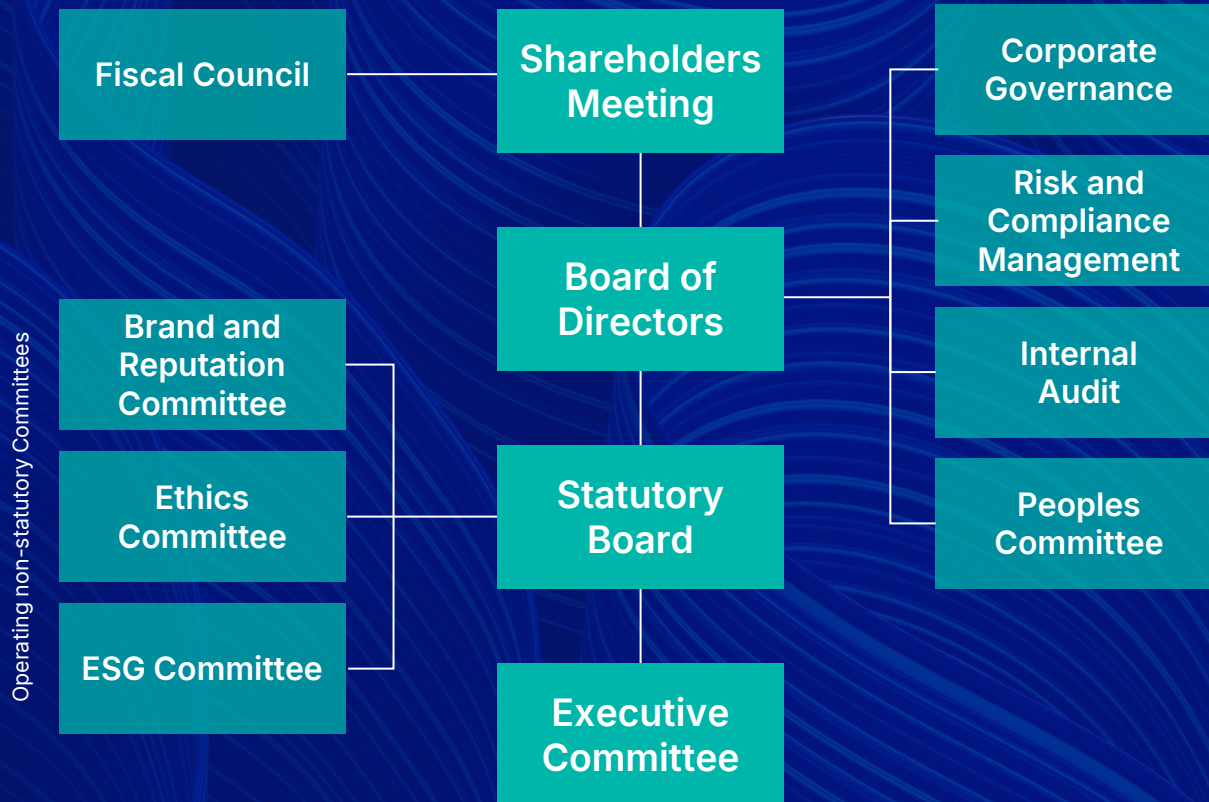 Fiscal Council
Shareholders
Meeting
Corporate
Governance
Risk and
Compliance
Management
Board of
Directors
Internal
Audit
Peoples
Committee
Operating non-statutory Committees
Brand and
Reputation
Committee
Ethics
Committee
ESG Committee
Statutory
Board
Executive
Committee